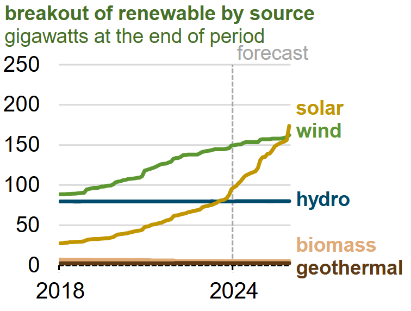 breakout of renewable by source
gigawatts at the end of period
forecast
250
200
150
100
50
0
solar
wind
hydro
biomass
geothermal
2018
2024